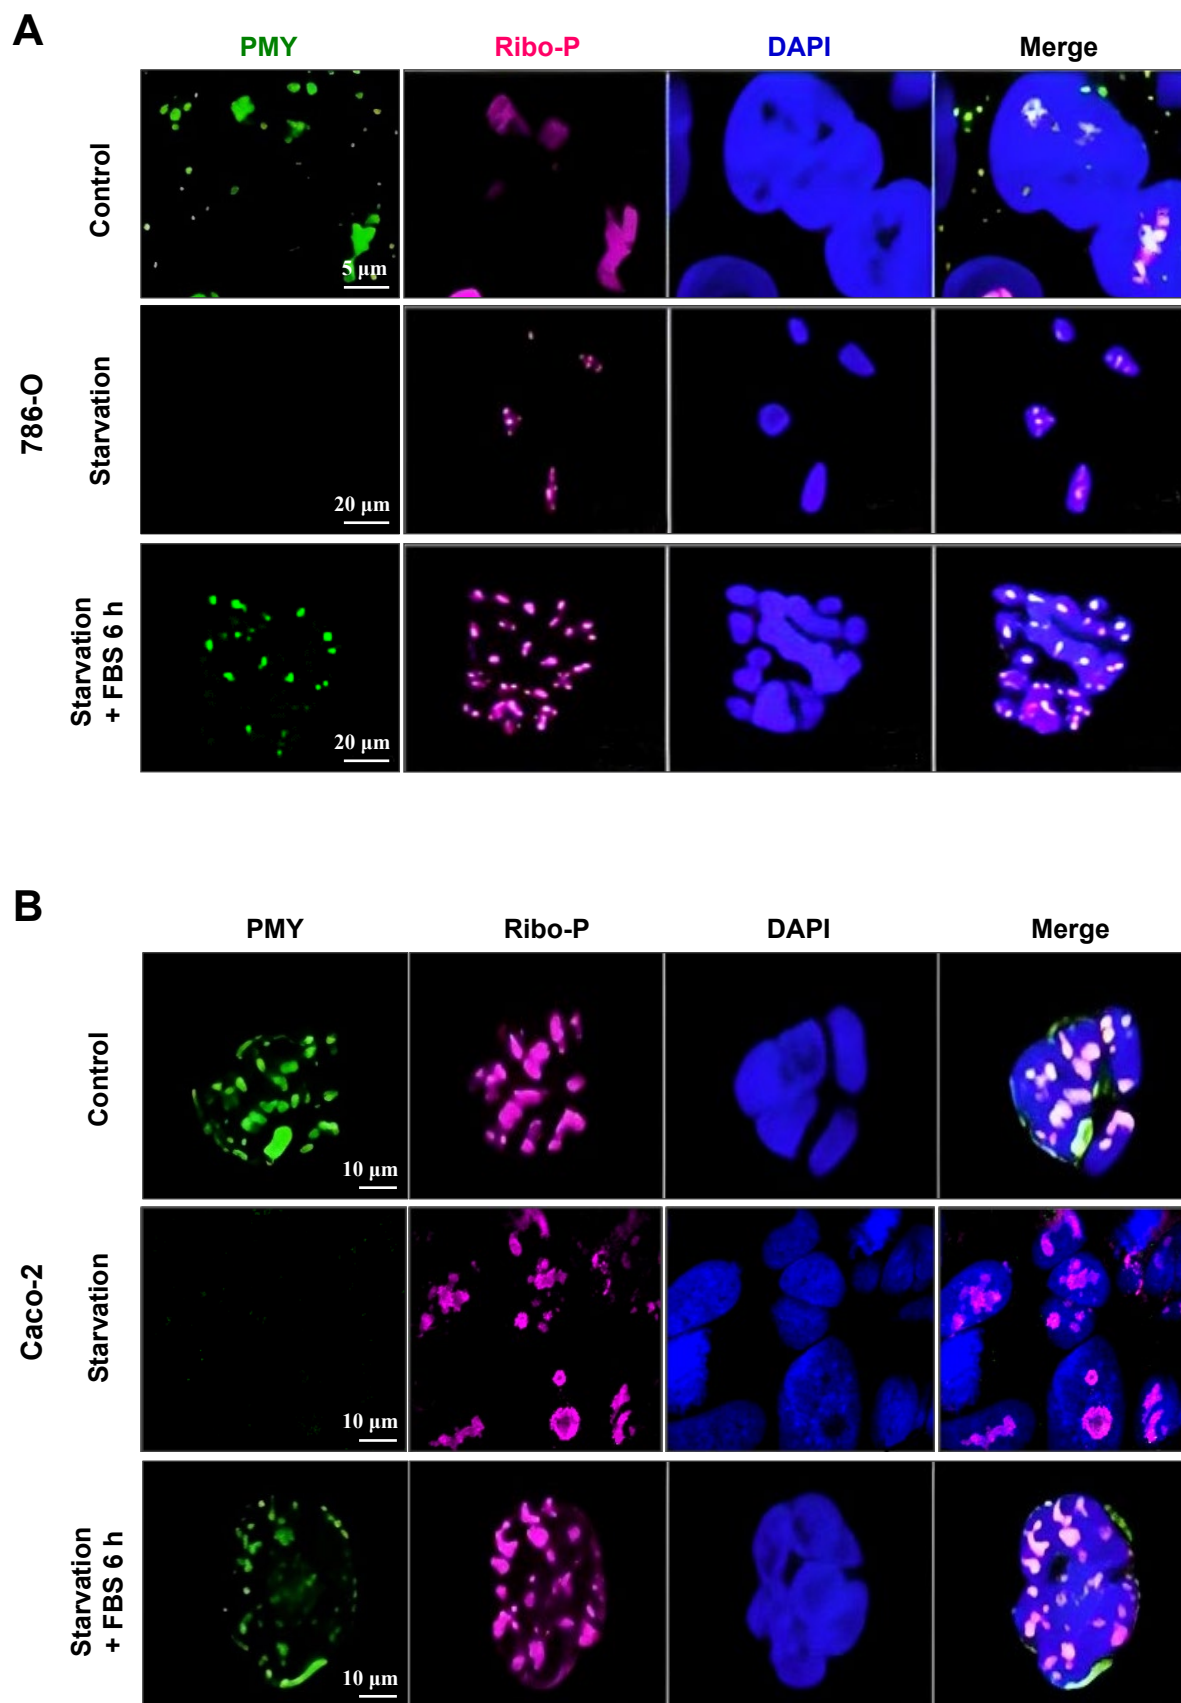 A
PMY Ribo-P DAPI Merge
786-O
Control
5 μm
Starvation
20 μm
Starvation
+ FBS 6 h
20 μm
B
PMY Ribo-P DAPI Merge
Caco-2
Control
10 μm
Starvation
10 μm
Starvation
+ FBS 6 h
10 μm